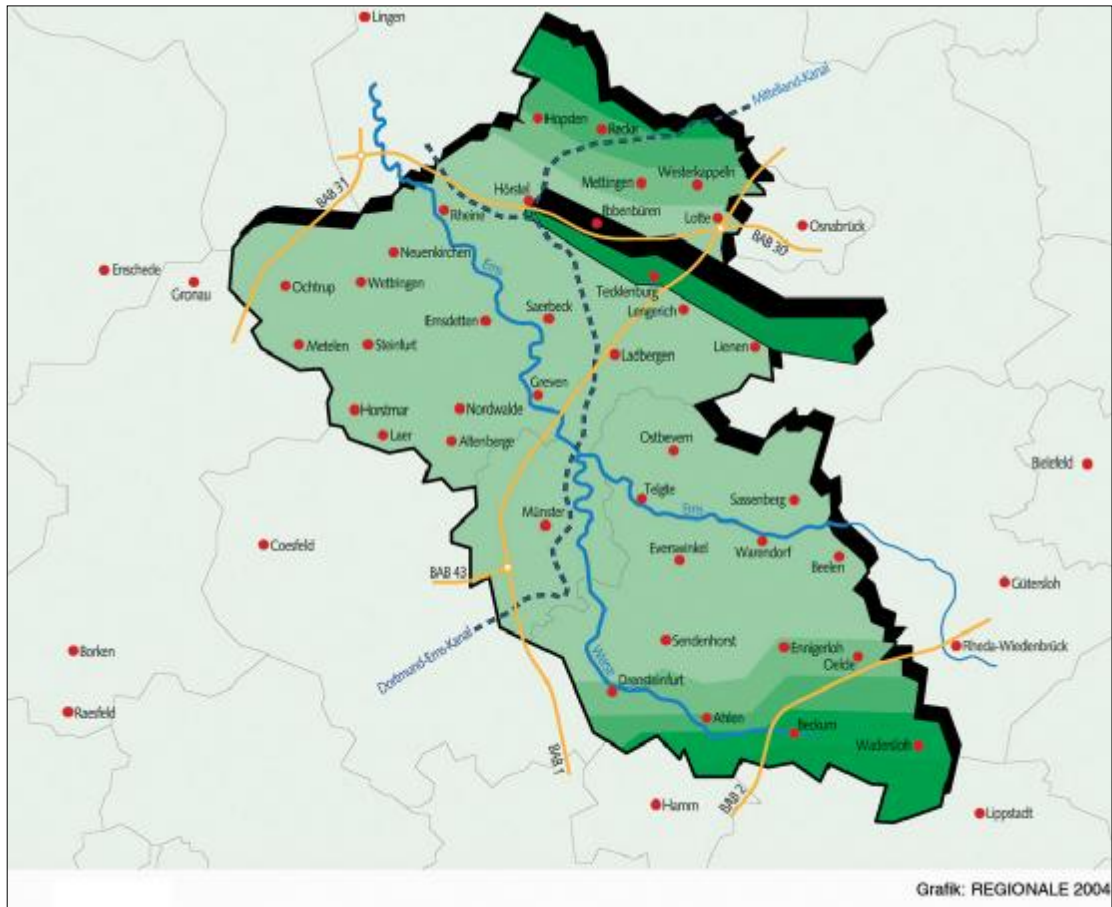 Lingen
Mittelland-Kanal
Hopsten
Recke
BAB 31
Mettingen
Westerkappeln
Hörstel
Rheine
Ibbenbüren
Lotte
Osnabrück
BAB 30
Neuenkirchen
Enschede
Gronau
Ochtrup
Wettringen
Ems
Tecklenburg
Saerbeck
Lengerich
Emsdetten
Metelen
Steinfurt
Ladbergen
Lienen
Greven
Horstmar
Nordwalde
Laer
Altenberge
Ostbevern
Bielefeld
Telgte
Sassenberg
Ems
Münster
Coesfeld
Everswinkel
Warendorf
Beelen
BAB 43
Gütersloh
Sendenhorst
Ennigerloh
Oelde
Rheda-Wiedenbrück
Borken
Dortmund-Ems-Kanal
Werse
Drensteinfurt
Raesfeld
Ahlen
Beckum
Wadersloh
BAB 1
BAB 2
Hamm
Lippstadt
Grafik: REGIONALE 2004